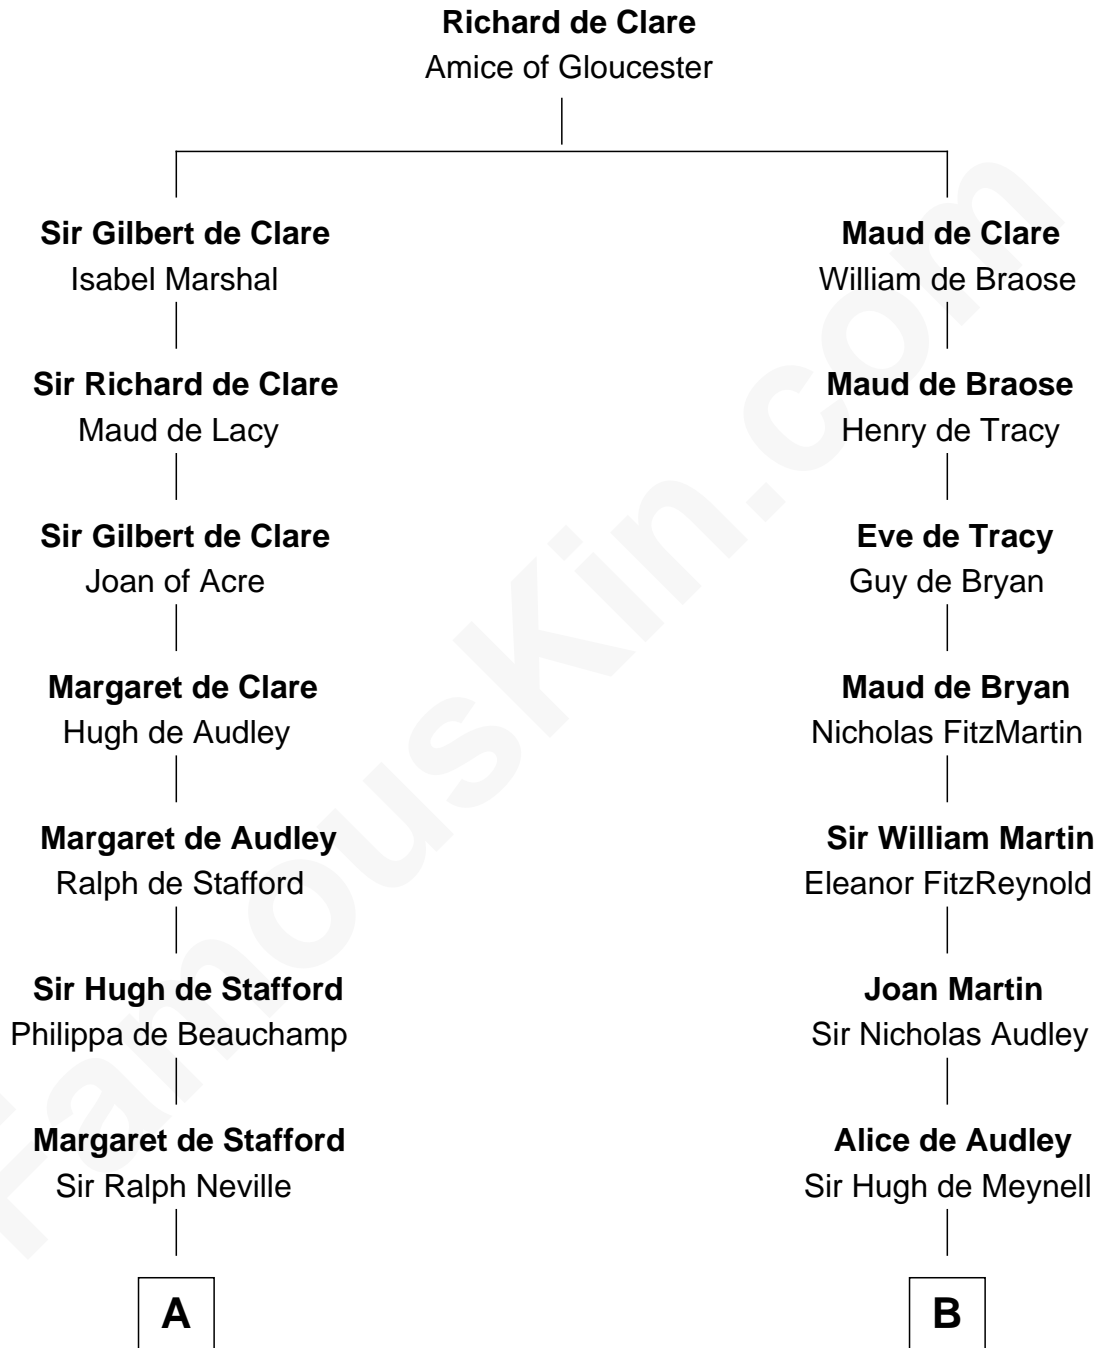 Richard de Clare
Amice of Gloucester
Sir Gilbert de Clare
Isabel Marshal
Sir Richard de Clare
Maud de Lacy
Sir Gilbert de Clare
Joan of Acre
Margaret de Clare
Hugh de Audley
Margaret de Audley
Ralph de Stafford
Sir Hugh de Stafford
Philippa de Beauchamp
Margaret de Stafford
Sir Ralph Neville
A
Maud de Clare
William de Braose
Maud de Braose
Henry de Tracy
Eve de Tracy
Guy de Bryan
Maud de Bryan
Nicholas FitzMartin
Sir William Martin
Eleanor FitzReynold
Joan Martin
Sir Nicholas Audley
Alice de Audley
Sir Hugh de Meynell
B
FamousKin.com